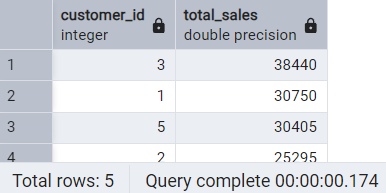 customer_id total_sales
integer double precision
1 3 38440
2 1 30750
3 5 30405
4 2 25295
Total rows: 5 Query complete 00:00:00.174